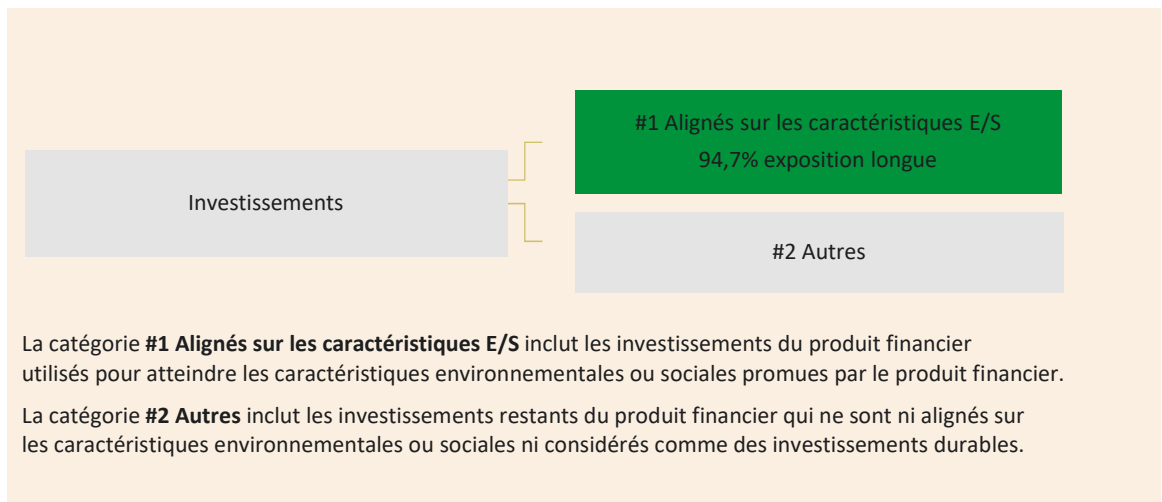 #1 Alignés sur les caractéristiques E/S
94,7% exposition longue
Investissements
#2 Autres
La catégorie #1 Alignés sur les caractéristiques E/S inclut les investissements du produit financier
utilisés pour atteindre les caractéristiques environnementales ou sociales promues par le produit financier.
La catégorie #2 Autres inclut les investissements restants du produit financier qui ne sont ni alignés sur
les caractéristiques environnementales ou sociales ni considérés comme des investissements durables.